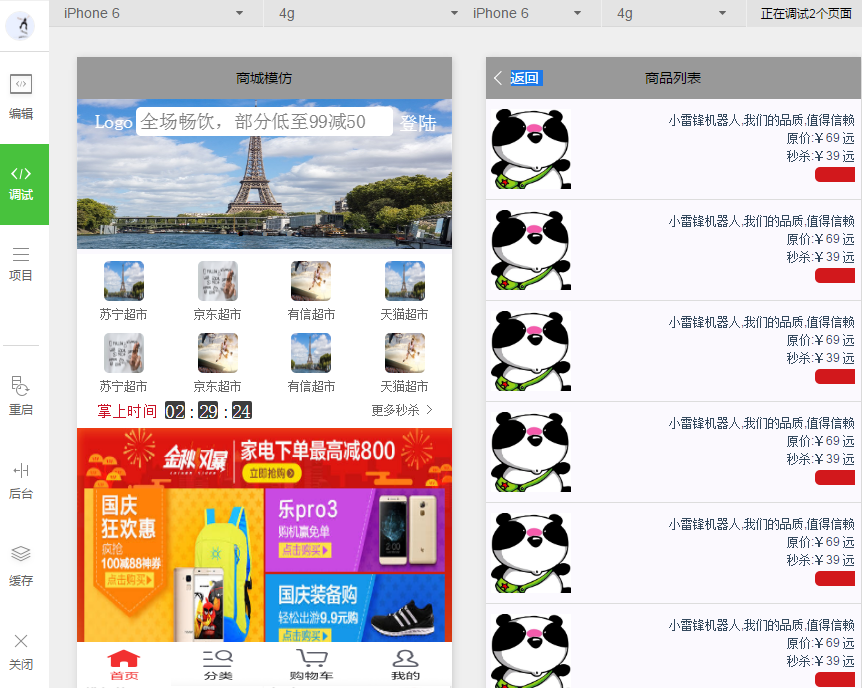 iPhone 6
4g
iPhone 6
4g
正在调试2个页面
编辑
调试
项目
重启
后台
缓存
关闭
商城模仿
Logo 全场畅饮，部分低至99减50 登陆
苏宁超市 京东超市 有信超市 天猫超市
苏宁超市 京东超市 有信超市 天猫超市
掌上时间 02 : 29 : 24 更多秒杀
金秋风暴
家电下单最高减800
立即抢购
国庆
狂欢惠
疯抢
100减88神券
点击购买
乐pro3
购机赢免单
点击购买
国庆装备购
轻松出游9.9元购
点击购买
首页 分类 购物车 我的
返回 商品列表
小雷锋机器人,我们的品质,值得信赖
原价:￥69 元
秒杀:￥39 元
小雷锋机器人,我们的品质,值得信赖
原价:￥69 元
秒杀:￥39 元
小雷锋机器人,我们的品质,值得信赖
原价:￥69 元
秒杀:￥39 元
小雷锋机器人,我们的品质,值得信赖
原价:￥69 元
秒杀:￥39 元
小雷锋机器人,我们的品质,值得信赖
原价:￥69 元
秒杀:￥39 元
小雷锋机器人,我们的品质,值得信赖
原价:￥69 元
秒杀:￥39 元